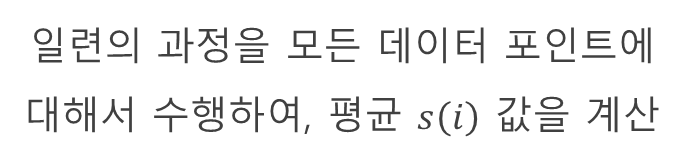 일련의 과정을 모든 데이터 포인트에
대해서 수행하여, 평균 s(i) 값을 계산